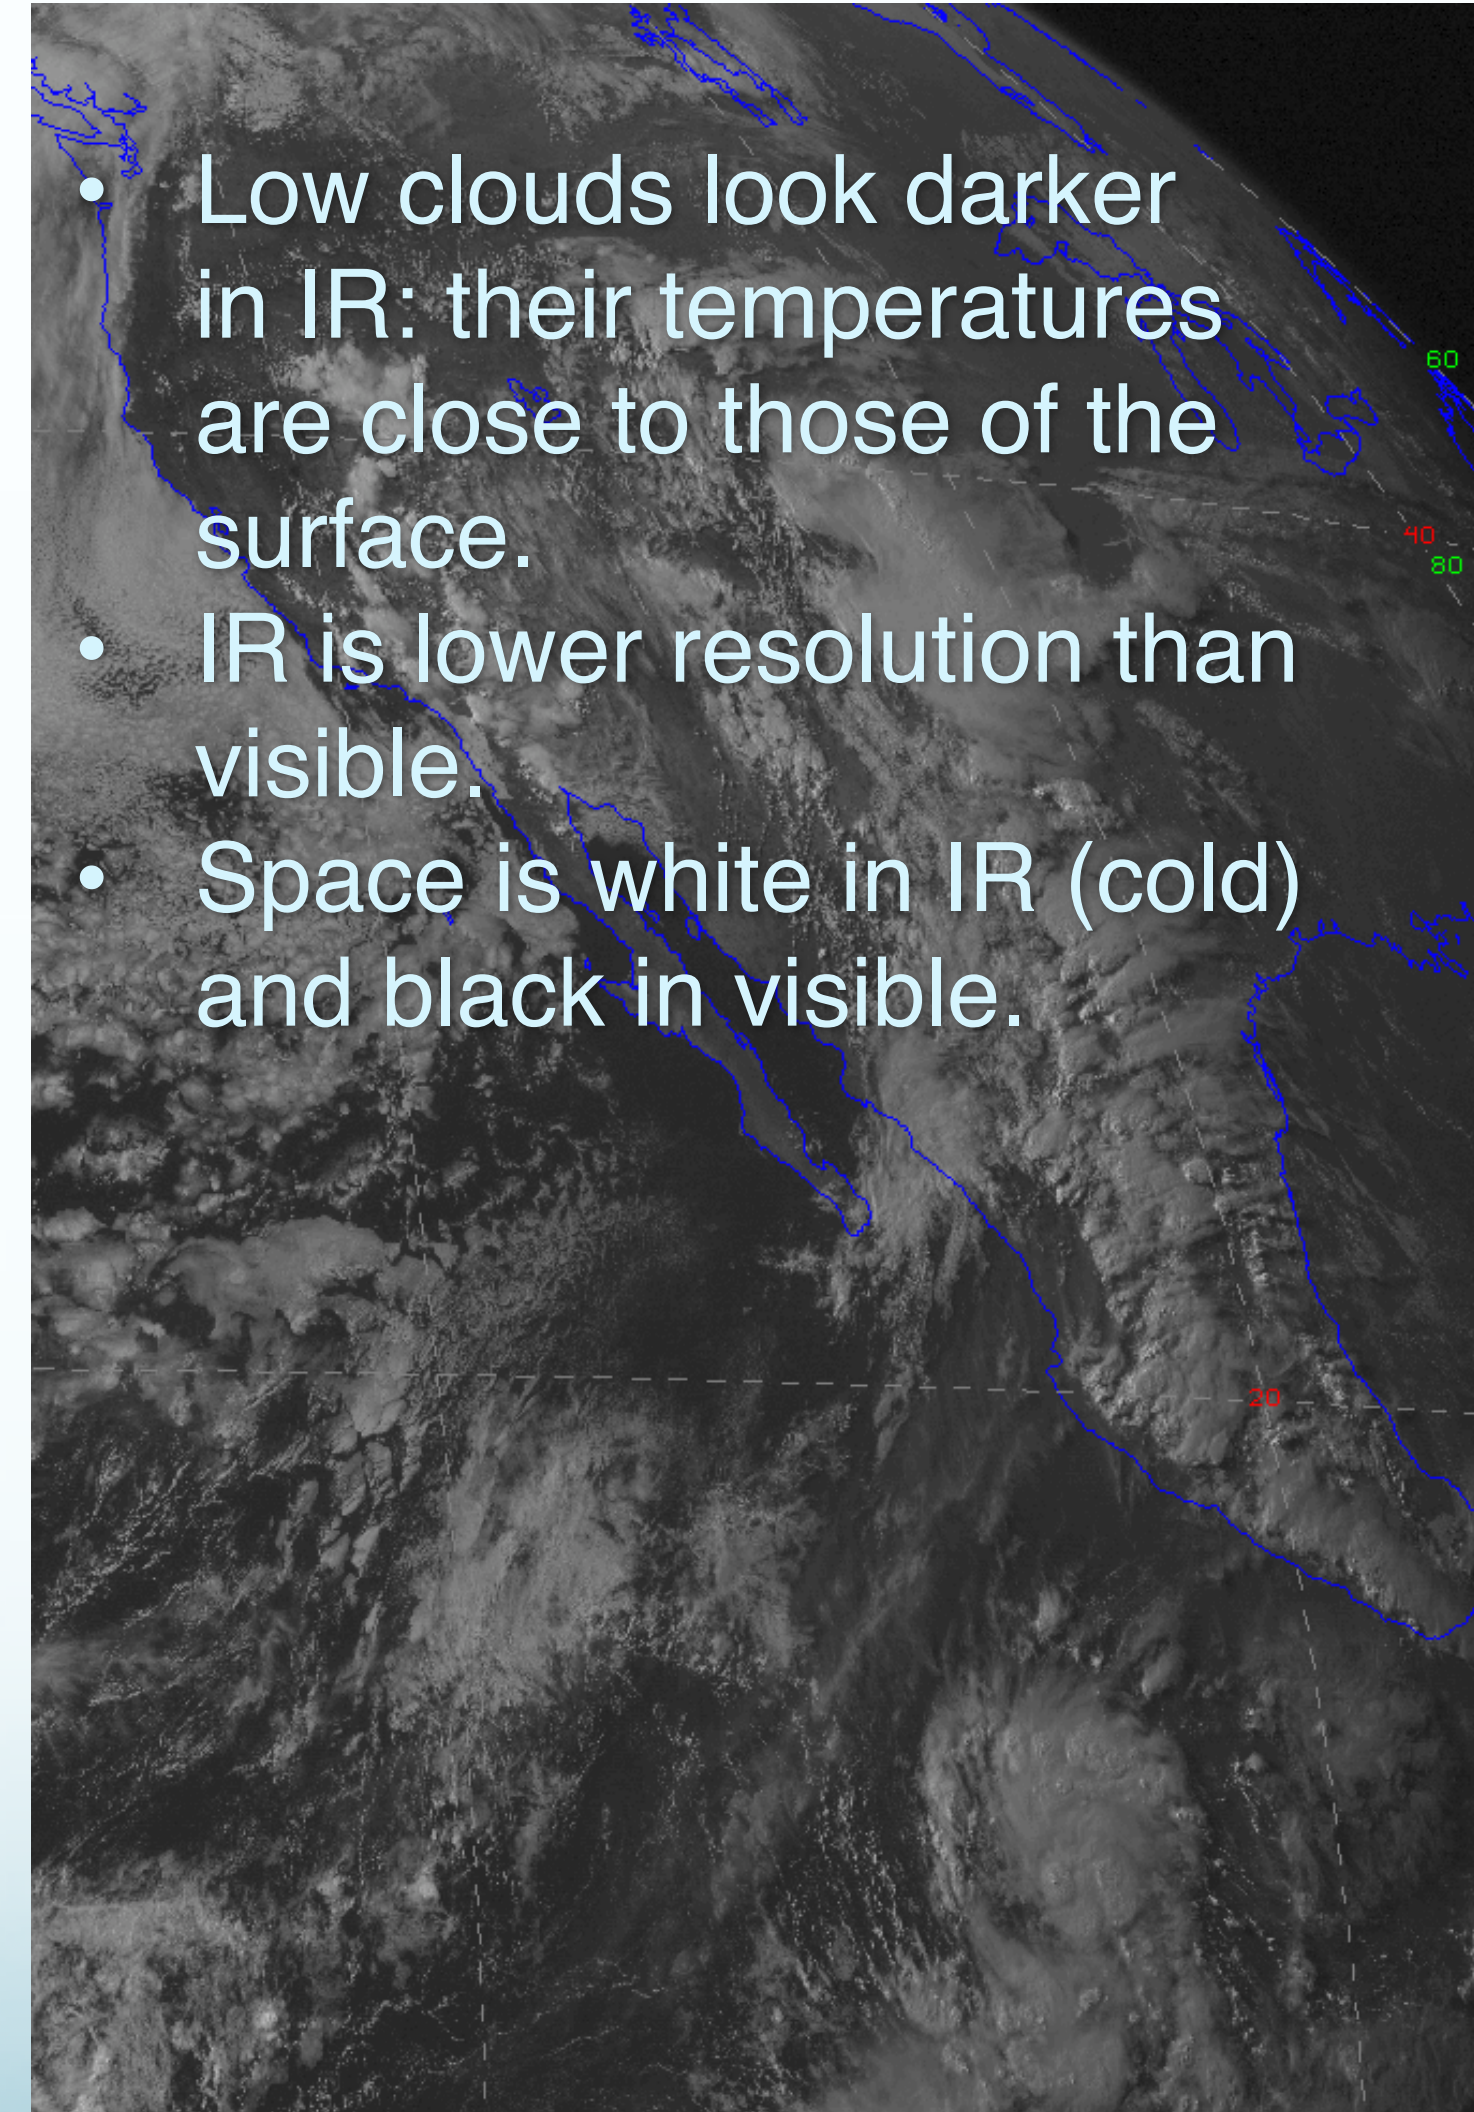 • Low clouds look darker
in IR: their temperatures
are close to those of the
surface.
• IR is lower resolution than
visible.
• Space is white in IR (cold)
and black in visible.
60
40
80
20